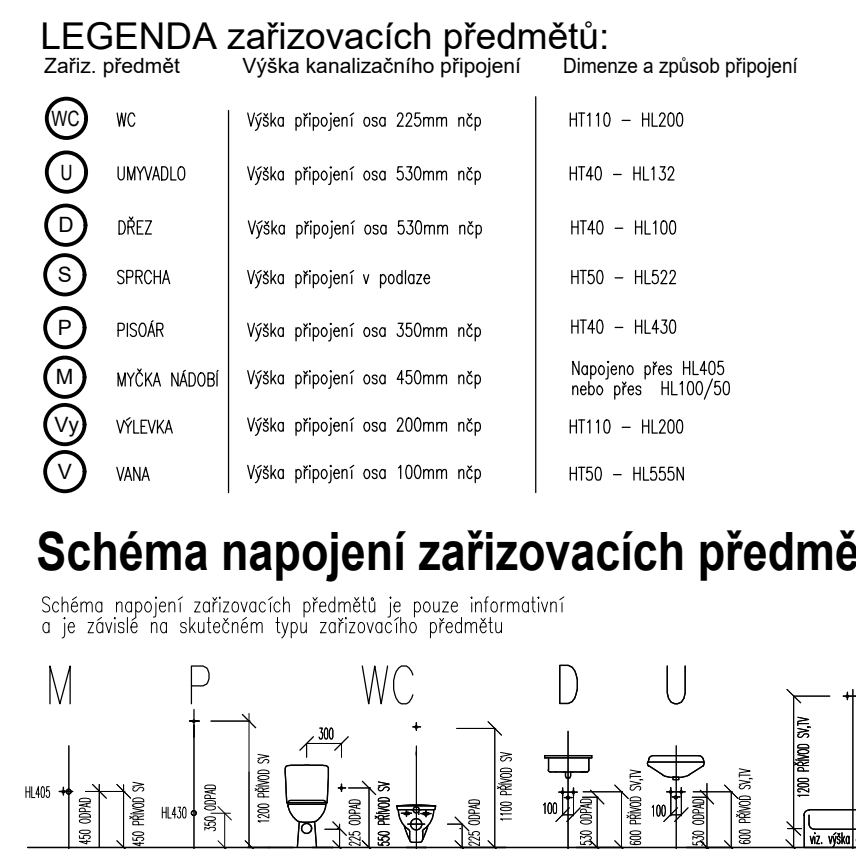 LEGENDA zařizovacích předmětů:
Zařiz. předmět Výška kanalizačního připojení Dimenze a způsob připojení
WC WC Výška připojení osa 225mm nčp HT110 – HL200
U UMYVADLO Výška připojení osa 530mm nčp HT40 – HL132
D DŘEZ Výška připojení osa 530mm nčp HT40 – HL100
S SPRCHA Výška připojení v podlaze HT50 – HL522
P PISOÁR Výška připojení osa 350mm nčp HT40 – HL430
M MYČKA NÁDOBÍ Výška připojení osa 450mm nčp Napojeno přes HL405
nebo přes HL100/50
Vy VÝLEVKA Výška připojení osa 200mm nčp HT110 – HL200
V VANA Výška připojení osa 100mm nčp HT50 – HL555N
Schéma napojení zařizovacích předmě
Schéma napojení zařizovacích předmětů je pouze informativní
a je závislé na skutečném typu zařizovacího předmětu
M P WC D U
HL405
450 ODPAD
450 PŘÍVOD SV
HL430
350 ODPAD
1200 PŘÍVOD SV
300
225 ODPAD
550 PŘÍVOD SV
225 ODPAD
1100 PŘÍVOD SV
100
530 ODPAD
600 PŘÍVOD SV,TV
100
530 ODPAD
600 PŘÍVOD SV,TV
1200 PŘÍVOD SV,TV
viz. výška